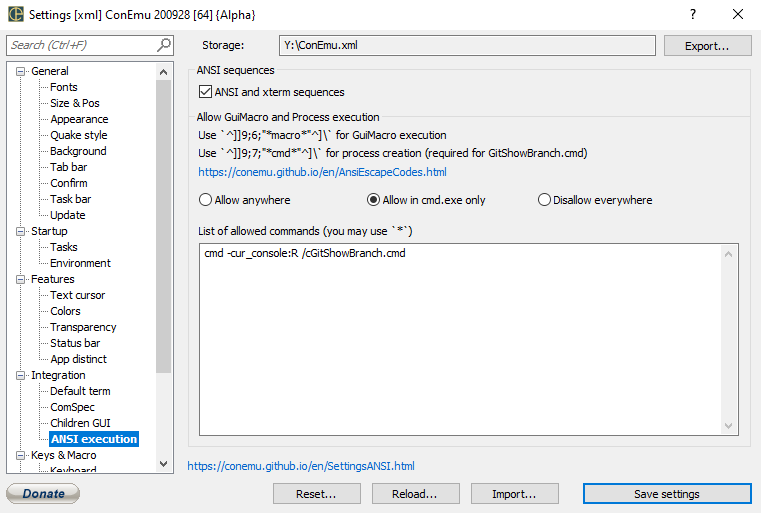 Settings [xml] ConEmu 200928 [64] {Alpha}
?
Search (Ctrl+F)
Storage:
Y:\ConEmu.xml
Export...
General
Fonts
Size & Pos
Appearance
Quake style
Background
Tab bar
Confirm
Task bar
Update
Startup
Tasks
Environment
Features
Text cursor
Colors
Transparency
Status bar
App distinct
Integration
Default term
ComSpec
Children GUI
ANSI execution
Keys & Macro
Keyboard
ANSI sequences
ANSI and xterm sequences
Allow GuiMacro and Process execution
Use `^]]9;6;"*macro*"^]\` for GuiMacro execution
Use `^]]9;7;"*cmd*"^]\` for process creation (required for GitShowBranch.cmd)
https://conemu.github.io/en/AnsiEscapeCodes.html
Allow anywhere
Allow in cmd.exe only
Disallow everywhere
List of allowed commands (you may use `*`)
cmd -cur_console:R /cGitShowBranch.cmd
https://conemu.github.io/en/SettingsANSI.html
Donate
Reset...
Reload...
Import...
Save settings